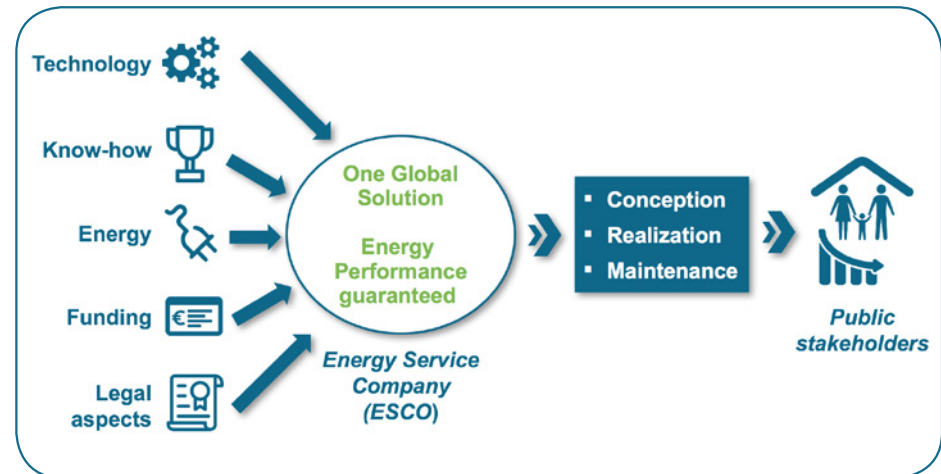 Technology
Know-how
Energy
Funding
€
Legal
aspects
One Global
Solution
Energy
Performance
guaranteed
Energy Service
Company
(ESCO)
▪ Conception
▪ Realization
▪ Maintenance
Public
stakeholders